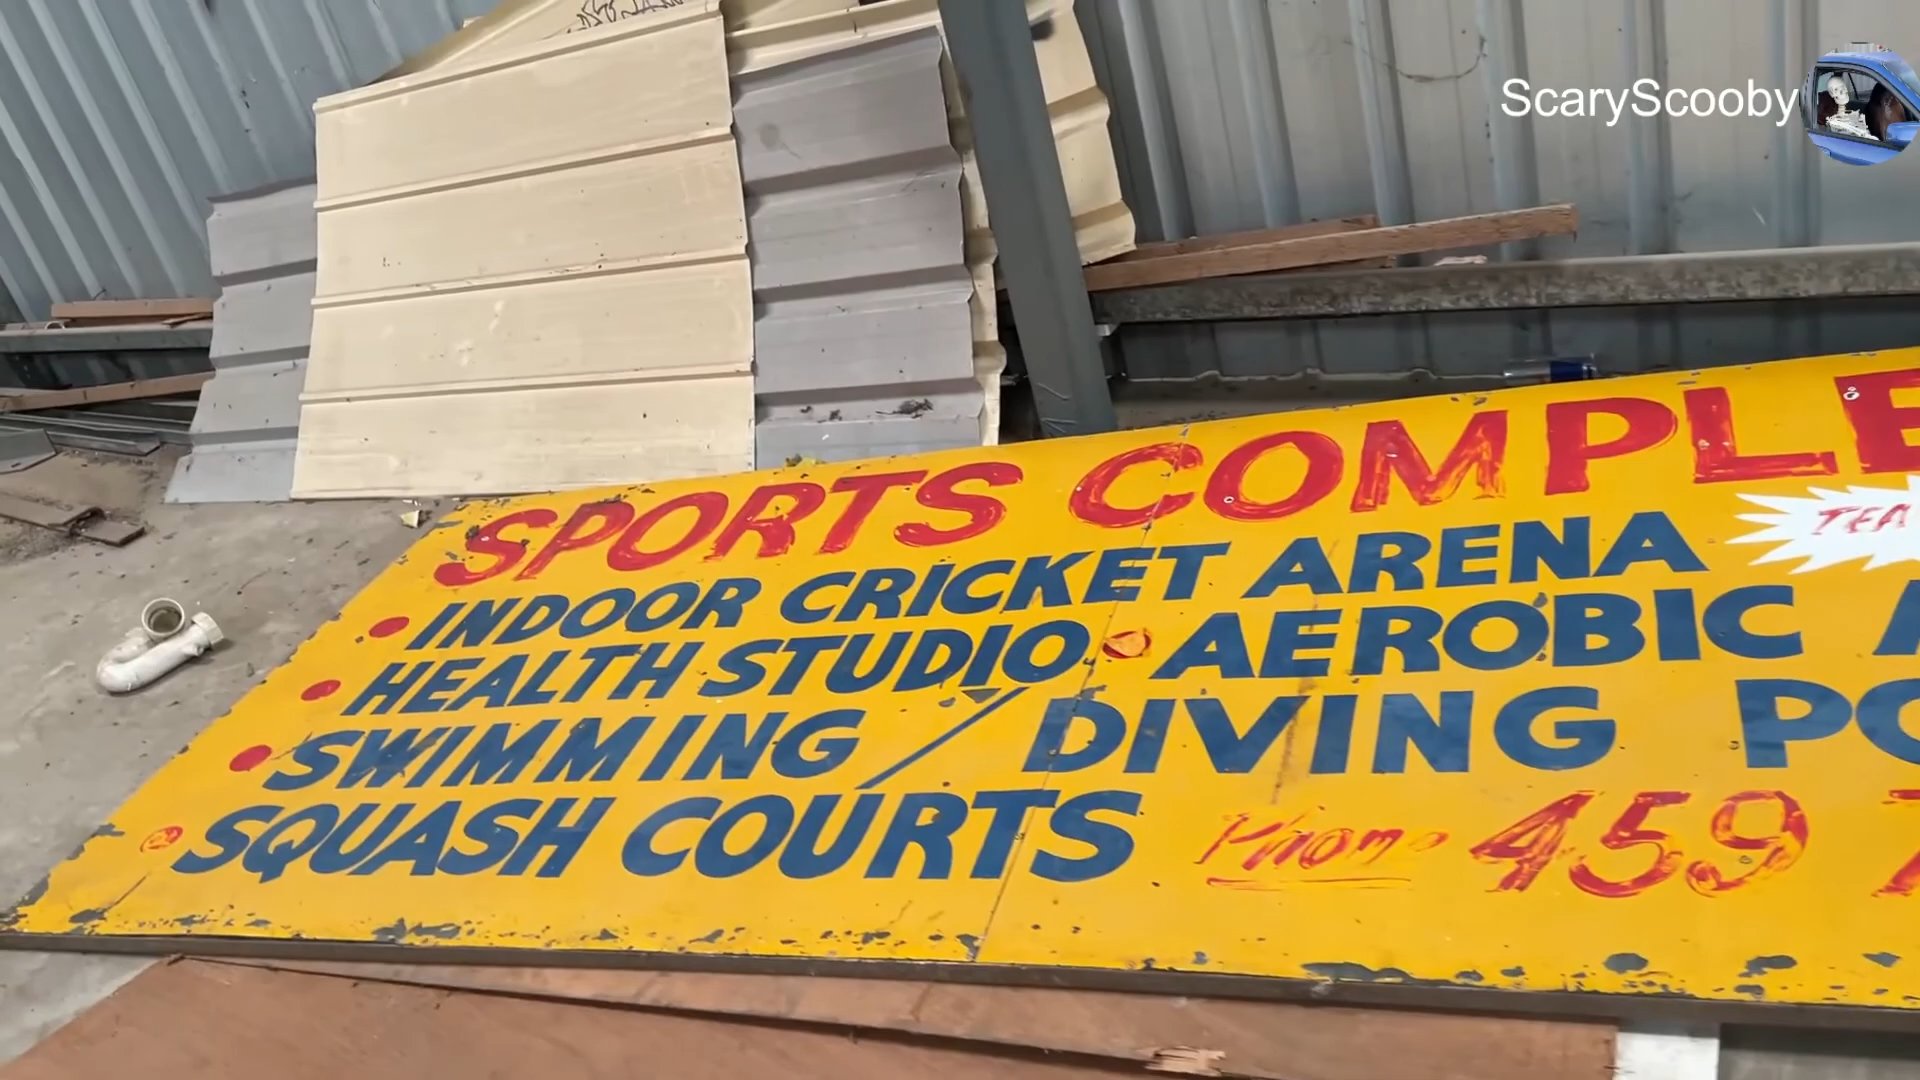 ScaryScooby
SPORTS COMPLE
INDOOR CRICKET ARENA
HEALTH STUDIO • AEROBIC
SWIMMING / DIVING PO
SQUASH COURTS Phone 459